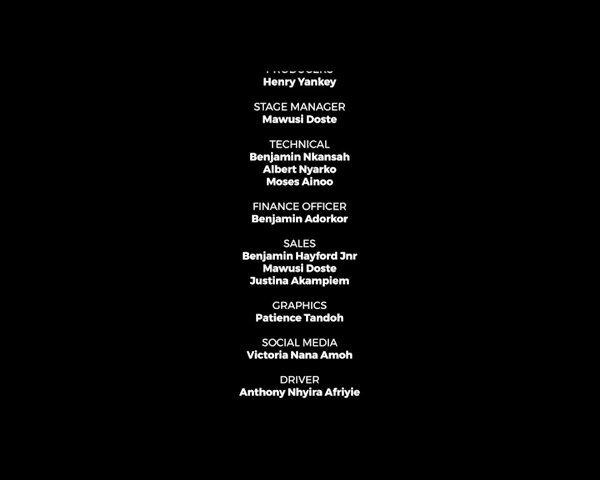 PRODUCERS
Henry Yankey
STAGE MANAGER
Mawusi Doste
TECHNICAL
Benjamin Nkansah
Albert Nyarko
Moses Ainoo
FINANCE OFFICER
Benjamin Adorkor
SALES
Benjamin Hayford Jnr
Mawusi Doste
Justina Akampiem
GRAPHICS
Patience Tandoh
SOCIAL MEDIA
Victoria Nana Amoh
DRIVER
Anthony Nhyira Afriyie